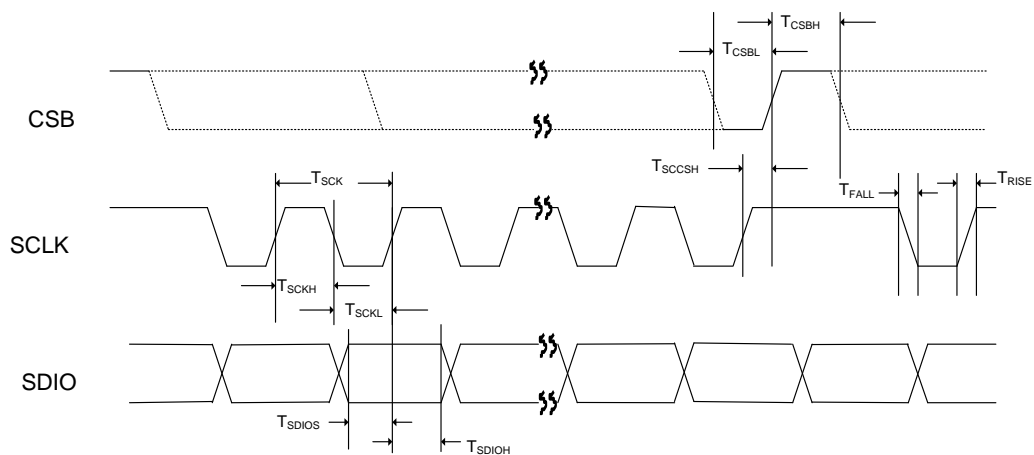 T_CSBH
T_CSBL
CSB
T_SCCSH
T_SCK
T_FALL
T_RISE
SCLK
T_SCKH
T_SCKL
SDIO
T_SDIOS
T_SDIOH